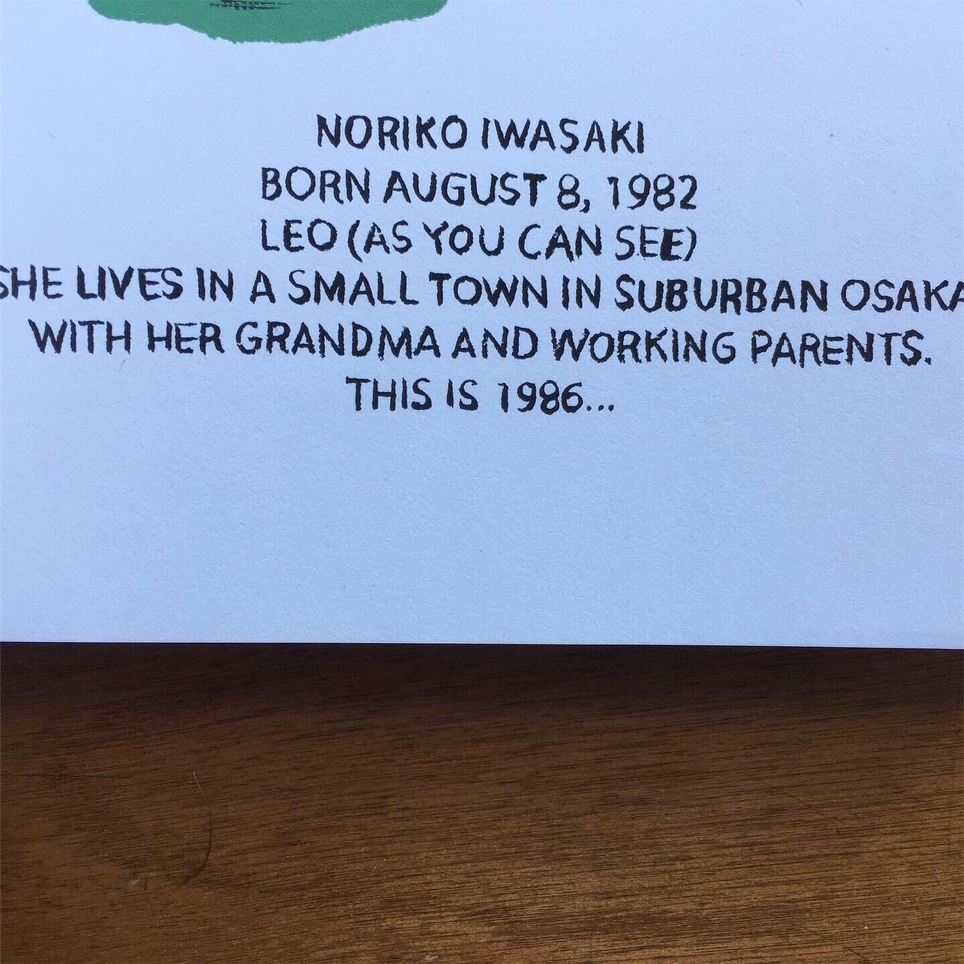 NORIKO IWASAKI
BORN AUGUST 8, 1982
LEO (AS YOU CAN SEE)
SHE LIVES IN A SMALL TOWN IN SUBURBAN OSAKA
WITH HER GRANDMA AND WORKING PARENTS.
THIS IS 1986...